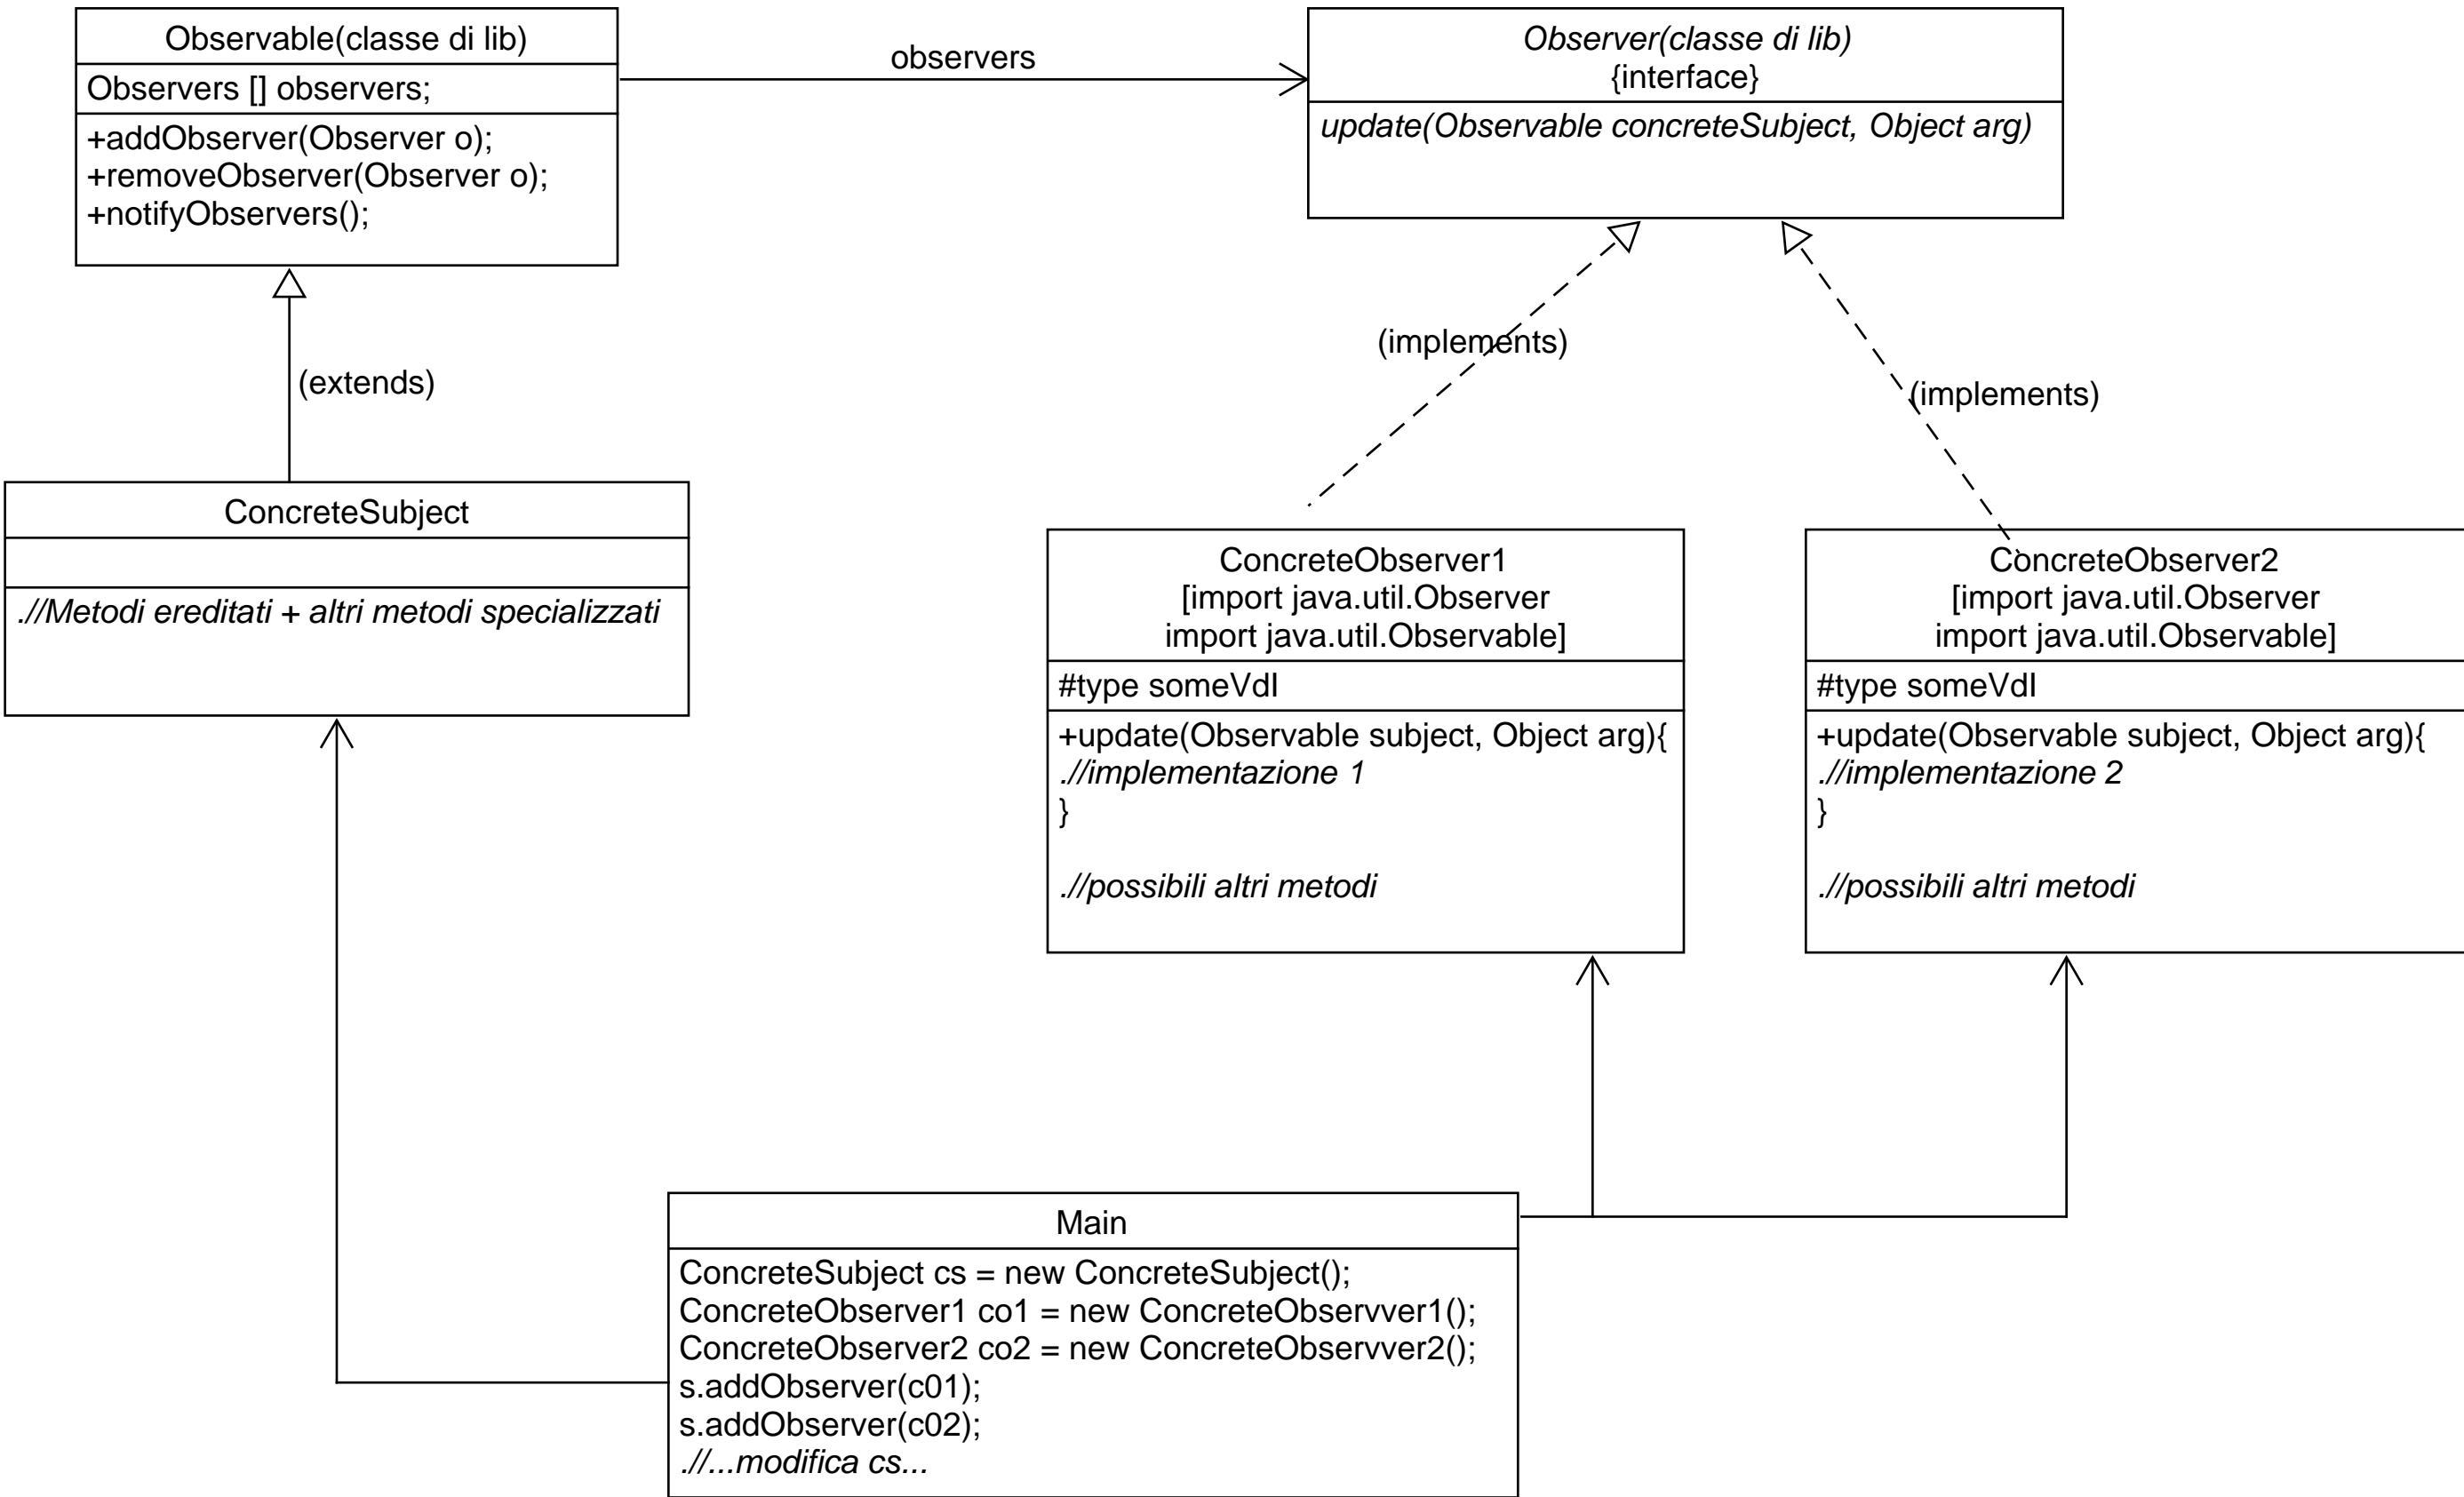 Observable(classe di lib)
Observers [] observers;
+addObserver(Observer o);
+removeObserver(Observer o);
+notifyObservers();
observers
Observer(classe di lib)
{interface}
update(Observable concreteSubject, Object arg)
(extends)
(implements)
(implements)
ConcreteSubject
.//Metodi ereditati + altri metodi specializzati
ConcreteObserver1
[import java.util.Observer
import java.util.Observable]
#type someVdI
+update(Observable subject, Object arg){
.//implementazione 1
}
.//possibili altri metodi
ConcreteObserver2
[import java.util.Observer
import java.util.Observable]
#type someVdI
+update(Observable subject, Object arg){
.//implementazione 2
}
.//possibili altri metodi
Main
ConcreteSubject cs = new ConcreteSubject();
ConcreteObserver1 co1 = new ConcreteObservver1();
ConcreteObserver2 co2 = new ConcreteObservver2();
s.addObserver(c01);
s.addObserver(c02);
.//...modifica cs...